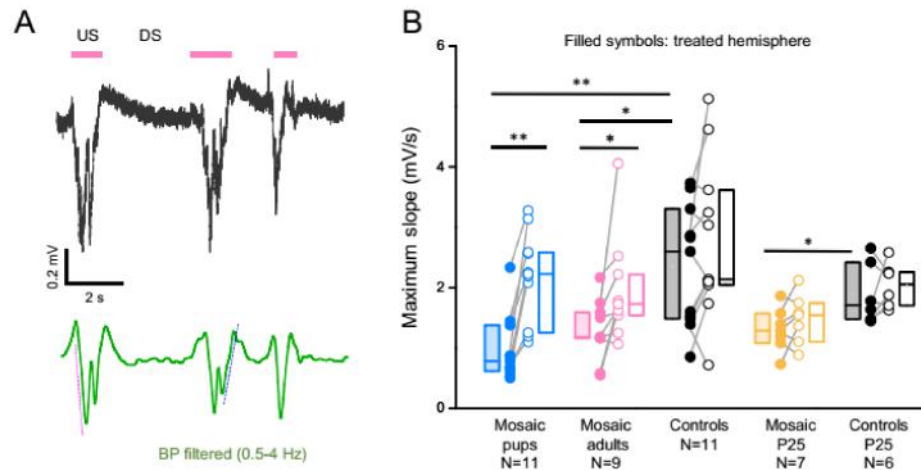 A
US DS
0.2 mV
2 s
BP filtered (0.5-4 Hz)
B
Filled symbols: treated hemisphere
Maximum slope (mV/s)
6
4
2
0
**
**
*
*
*
Mosaic
pups
N=11
Mosaic
adults
N=9
Controls
N=11
Mosaic
P25
N=7
Controls
P25
N=6